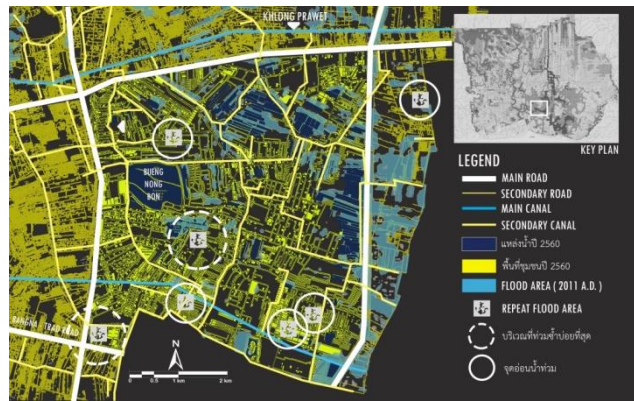 KHLONG PRAWET
KEY PLAN
BUENG
NONG
BON
BANGNA - TRAD ROAD
N
0 0.5 1 km 2 km
LEGEND
MAIN ROAD
SECONDARY ROAD
MAIN CANAL
SECONDARY CANAL
แหล่งน้ำปี 2560
พื้นที่ชุมชนปี 2560
FLOOD AREA ( 2011 A.D. )
REPEAT FLOOD AREA
บริเวณที่ท่วมซ้ำบ่อยที่สุด
จุดอ่อนน้ำท่วม